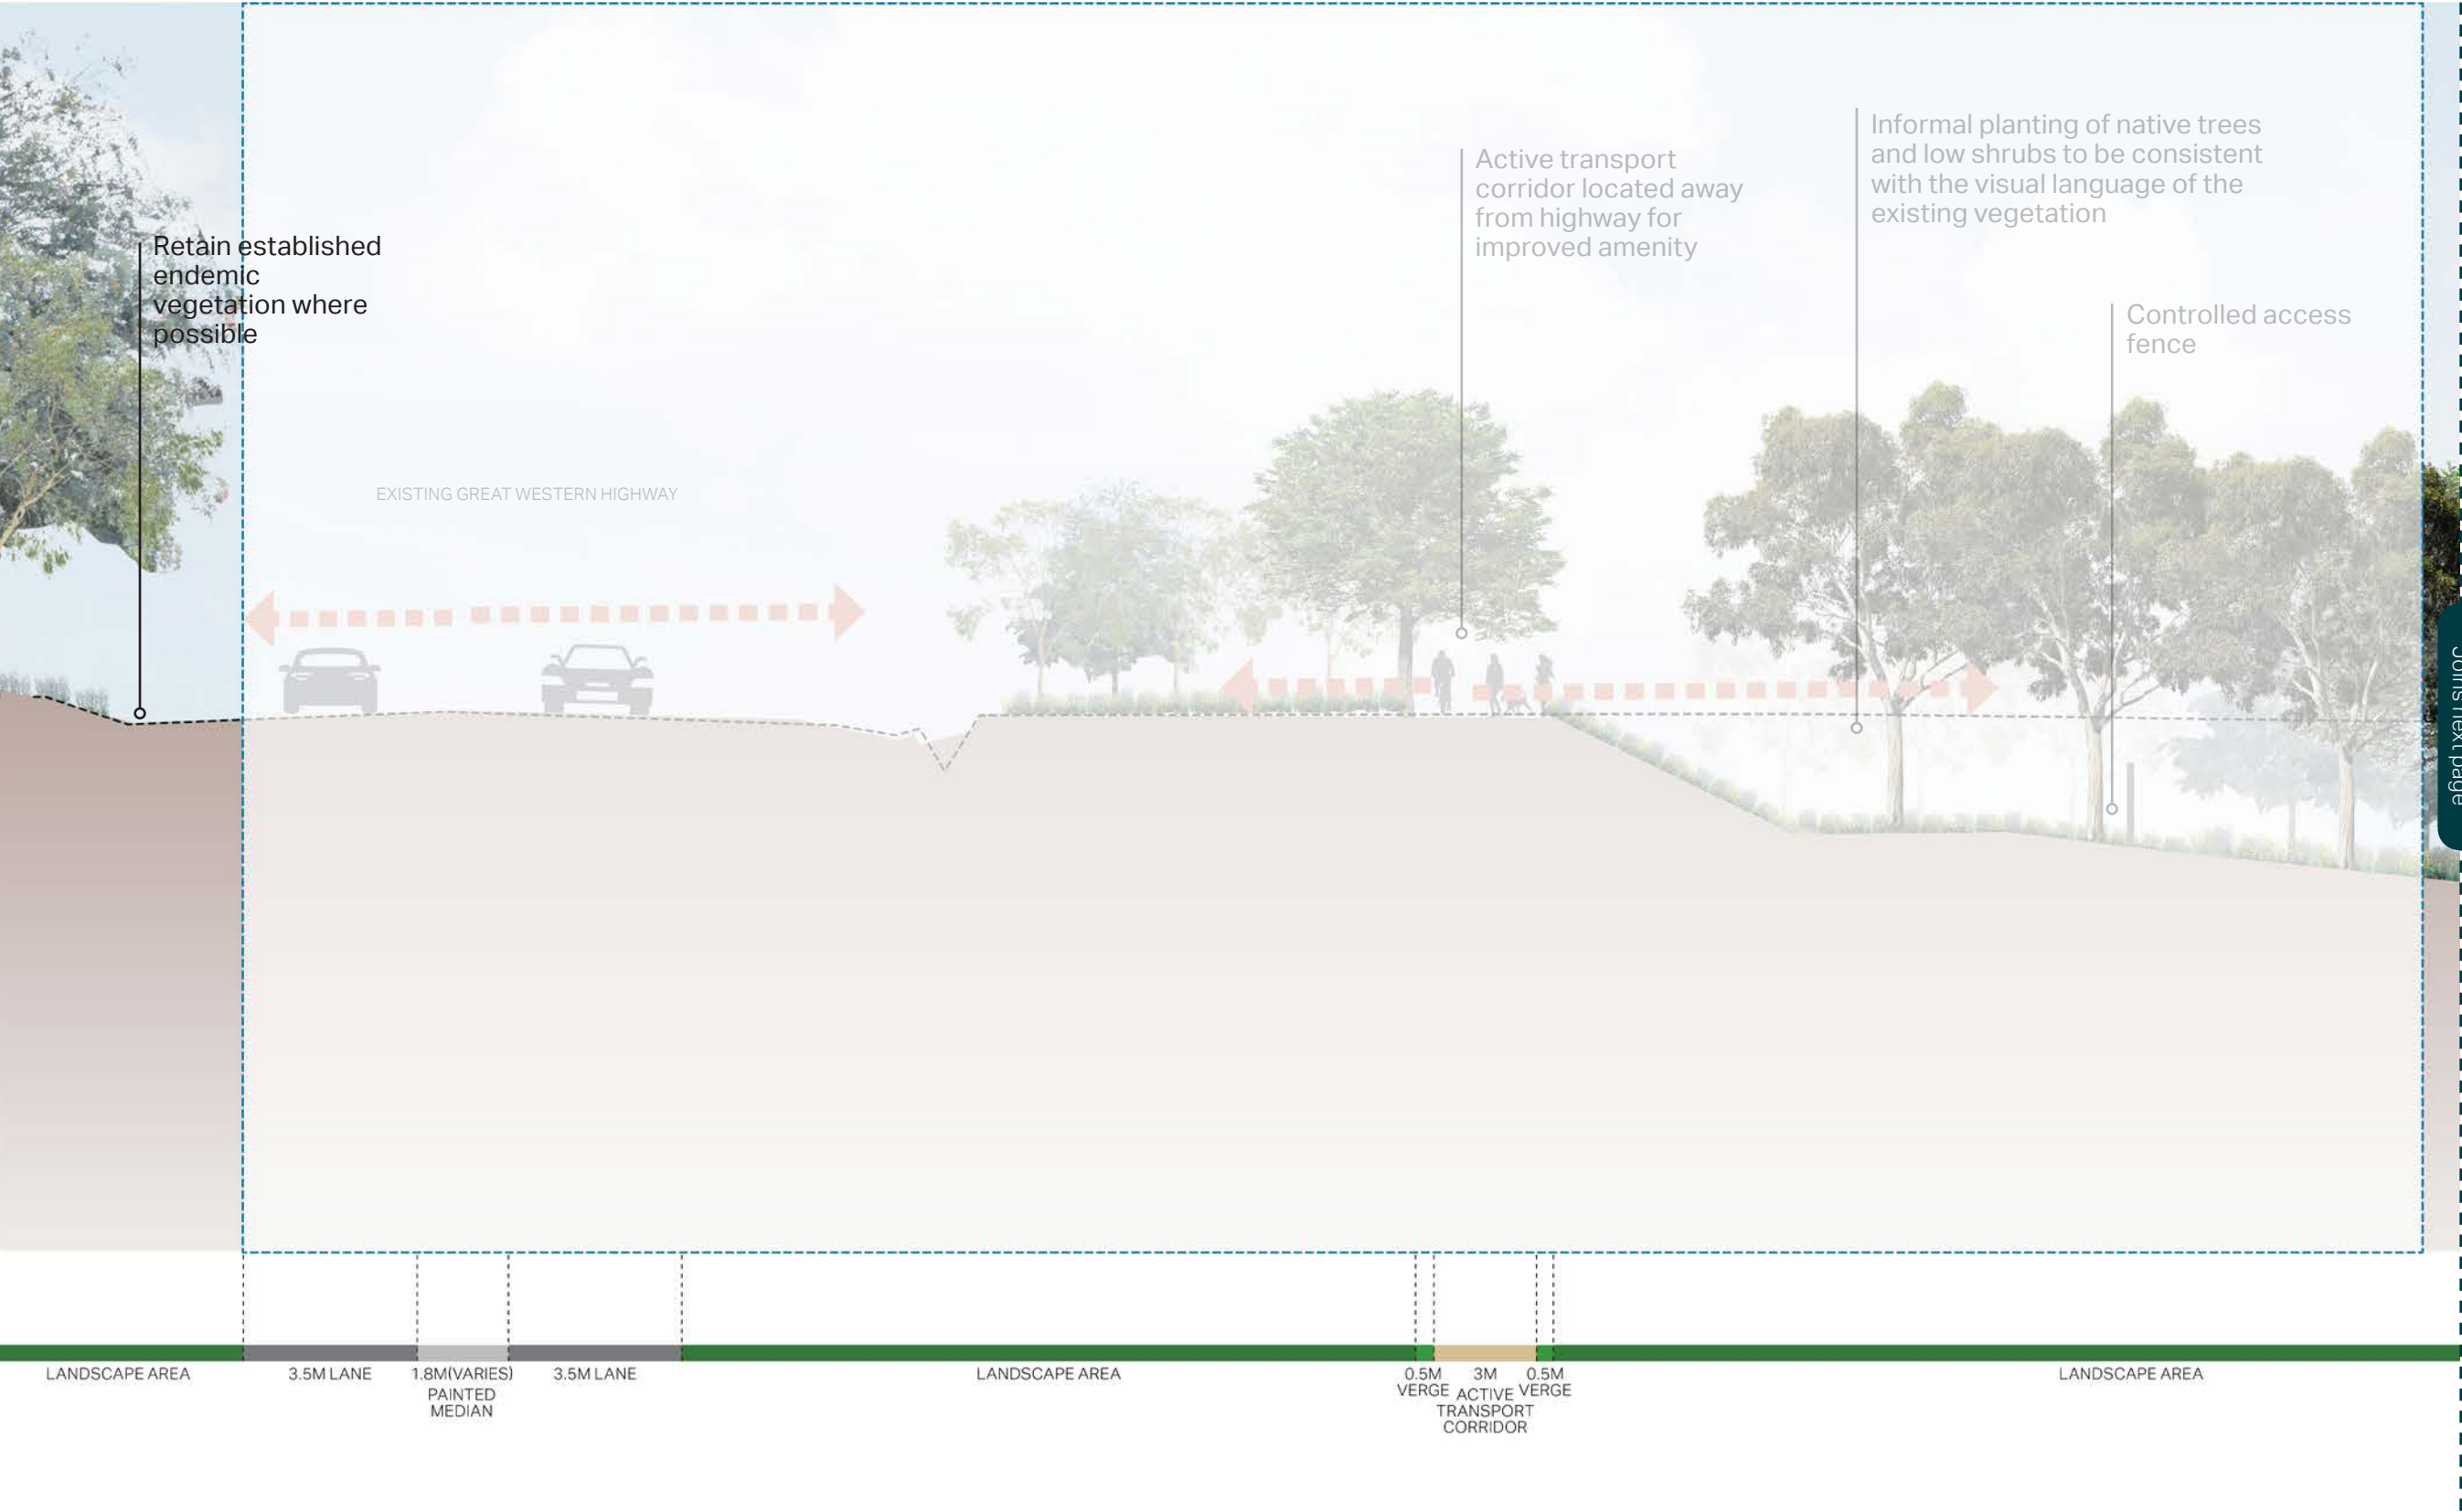 Informal planting of native trees
and low shrubs to be consistent
with the visual language of the
existing vegetation
Active transport
corridor located away
from highway for
improved amenity
Retain established
endemic
vegetation where
possible
Controlled access
fence
EXISTING GREAT WESTERN HIGHWAY
Joins next page
LANDSCAPE AREA
3.5M LANE
1.8M(VARIES)
PAINTED
MEDIAN
3.5M LANE
LANDSCAPE AREA
0.5M
VERGE
3M
ACTIVE
TRANSPORT
CORRIDOR
0.5M
VERGE
LANDSCAPE AREA